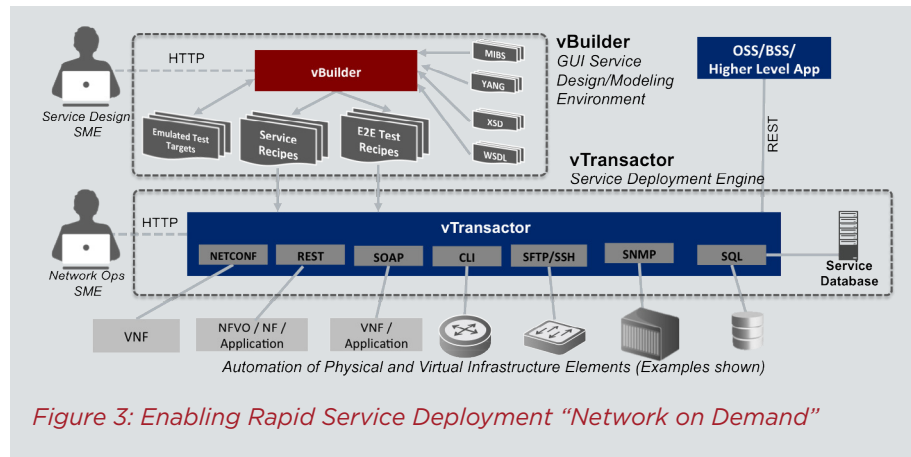 HTTP
Service Design
SME
vBuilder
MIBS
YANG
XSD
WSDL
Emulated Test
Targets
Service
Recipes
E2E Test
Recipes
vBuilder
GUI Service
Design/Modeling
Environment
OSS/BSS/
Higher Level App
REST
vTransactor
Service Deployment Engine
HTTP
Network Ops
SME
vTransactor
NETCONF
REST
SOAP
CLI
SFTP/SSH
SNMP
SQL
Service
Database
VNF
NFVO / NF /
Application
VNF /
Application
Automation of Physical and Virtual Infrastructure Elements (Examples shown)
Figure 3: Enabling Rapid Service Deployment “Network on Demand”